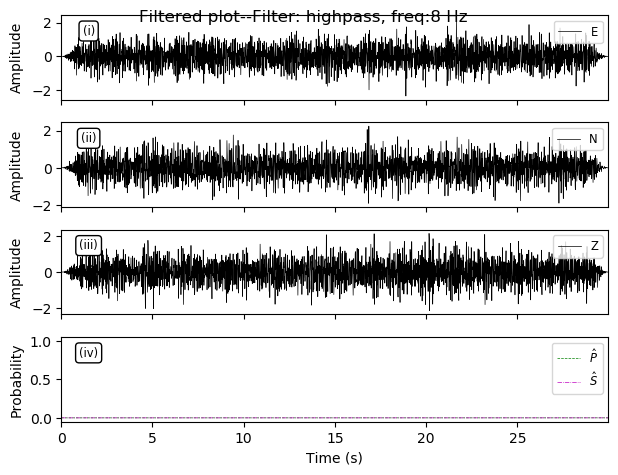 Filtered plot--Filter: highpass, freq:8 Hz
2
0
−2
Amplitude
(i)
E
2
0
−2
Amplitude
(ii)
N
2
0
−2
Amplitude
(iii)
Z
1.0
0.5
0.0
Probability
(iv)
P̂
Ŝ
0 5 10 15 20 25
Time (s)